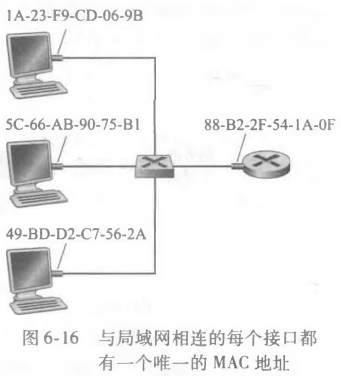 1A-23-F9-CD-06-9B
5C-66-AB-90-75-B1
88-B2-2F-54-1A-0F
49-BD-D2-C7-56-2A
图 6-16 与局域网相连的每个接口都
有一个唯一的 MAC 地址